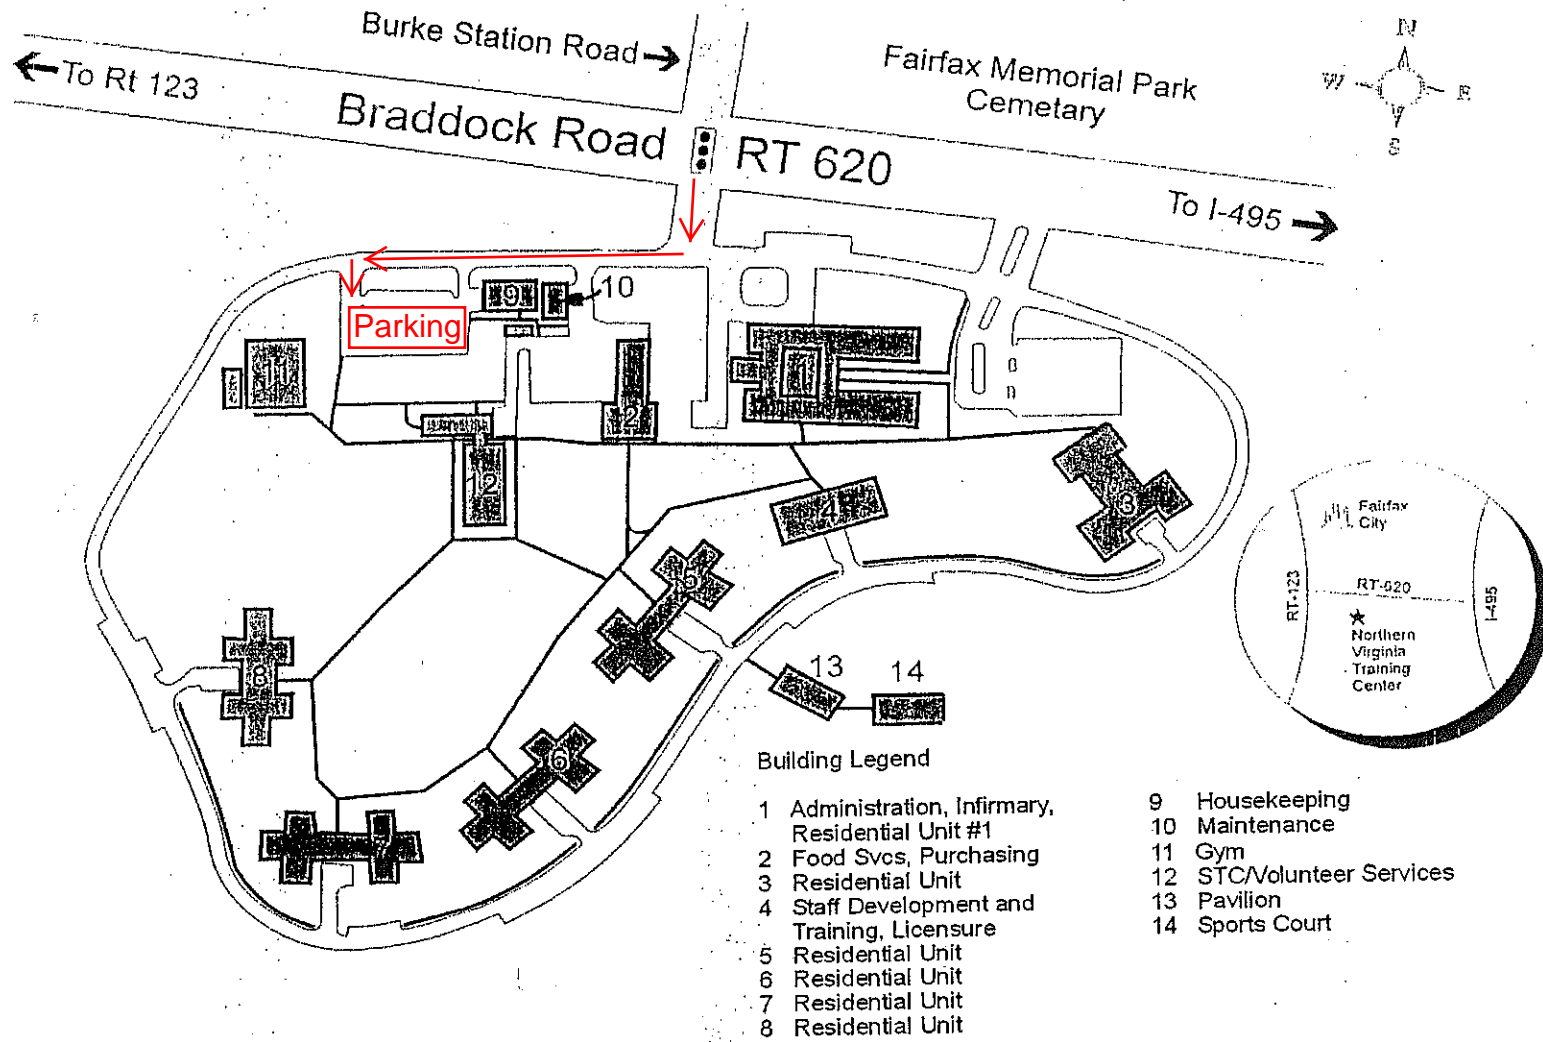 Burke Station Road
To Rt 123
Fairfax Memorial Park
Cemetary
N
W
E
S
Braddock Road
RT 620
To I-495
Parking
9
10
11
1
2
12
4
3
5
13
14
8
6
7
Fairfax
City
RT-123
RT-620
I-495
Northern
Virginia
Training
Center
Building Legend
1 Administration, Infirmary,
Residential Unit #1
2 Food Svcs, Purchasing
3 Residential Unit
4 Staff Development and
Training, Licensure
5 Residential Unit
6 Residential Unit
7 Residential Unit
8 Residential Unit
9 Housekeeping
10 Maintenance
11 Gym
12 STC/Volunteer Services
13 Pavilion
14 Sports Court